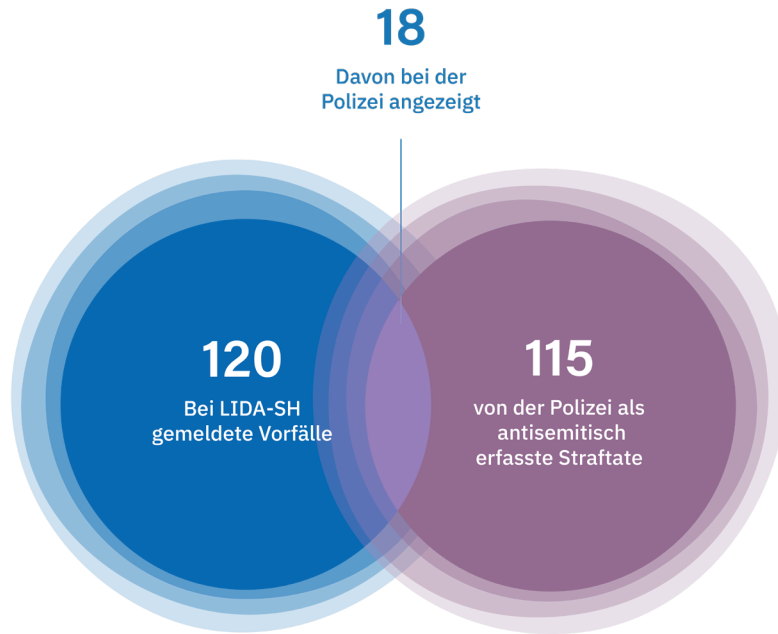 18
Davon bei der
Polizei angezeigt
120
Bei LIDA-SH
gemeldete Vorfälle
115
von der Polizei als
antisemitisch
erfasste Straftate